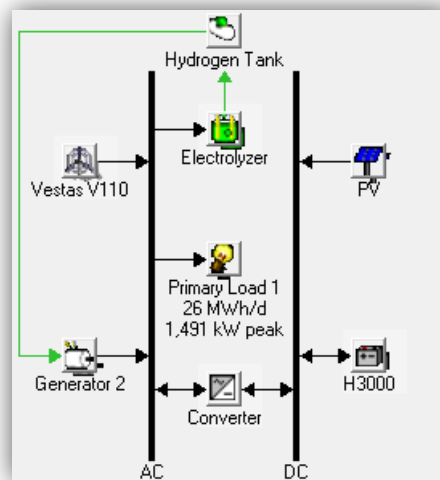 Hydrogen Tank
Electrolyzer
Vestas V110
PV
Primary Load 1
26 MWh/d
1,491 kW peak
Generator 2
Converter
H3000
AC
DC